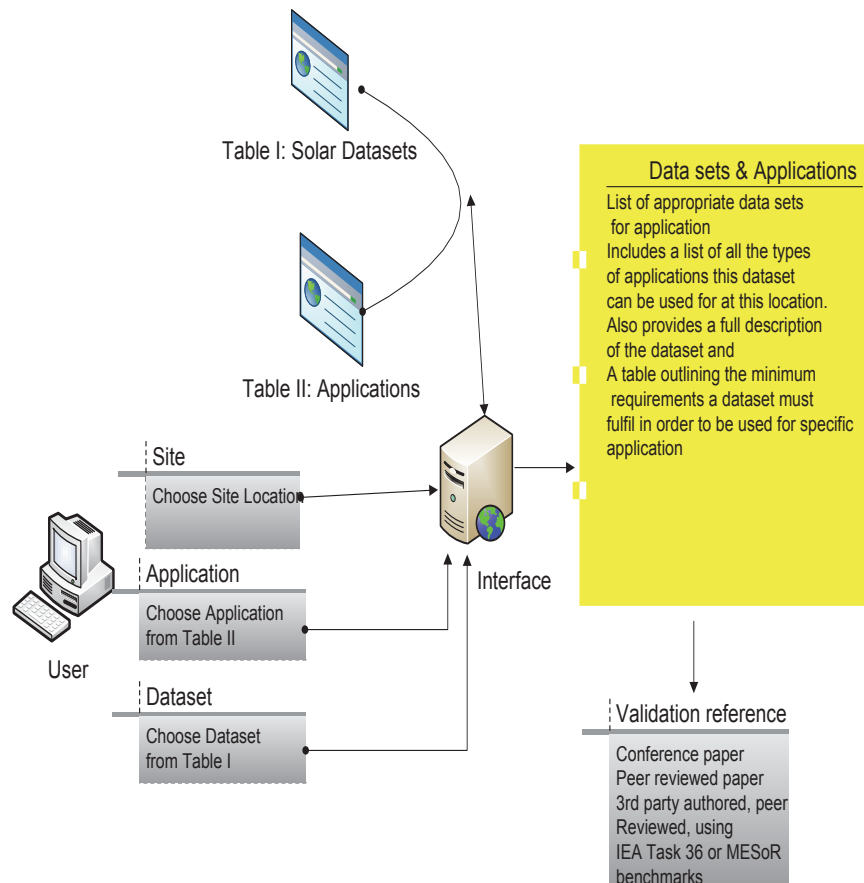 Table I: Solar Datasets
Table II: Applications
Site
Choose Site Location
Application
Choose Application
from Table II
Dataset
Choose Dataset
from Table I
User
Interface
Data sets & Applications
List of appropriate data sets
for application
Includes a list of all the types
of applications this dataset
can be used for at this location.
Also provides a full description
of the dataset and
A table outlining the minimum
requirements a dataset must
fulfil in order to be used for specific
application
Validation reference
Conference paper
Peer reviewed paper
3rd party authored, peer
Reviewed, using
IEA Task 36 or MESoR
benchmarks